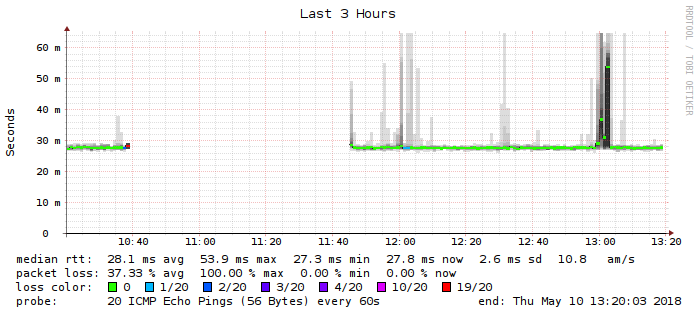 Last 3 Hours
RRDTOOL / TOBI OETIKER
Seconds
60 m
50 m
40 m
30 m
20 m
10 m
0
10:40 11:00 11:20 11:40 12:00 12:20 12:40 13:00 13:20
median rtt: 28.1 ms avg 53.9 ms max 27.3 ms min 27.8 ms now 2.6 ms sd 10.8 am/s
packet loss: 37.33 % avg 100.00 % max 0.00 % min 0.00 % now
loss color: 0 1/20 2/20 3/20 4/20 10/20 19/20
probe: 20 ICMP Echo Pings (56 Bytes) every 60s end: Thu May 10 13:20:03 2018